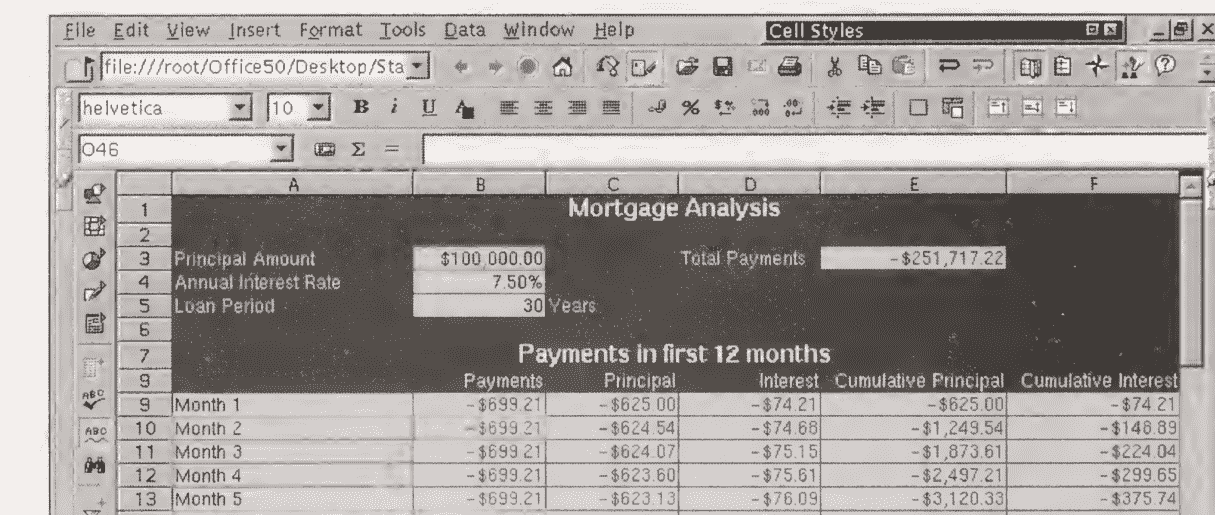 File Edit View Insert Format Tools Data Window Help Cell Styles
file:///root/Office50/Desktop/Sta
helvetica 10 B i U A %
O46 Σ =
A B C D E F
1 Mortgage Analysis
2
3 Principal Amount $100,000.00 Total Payments -$251,717.22
4 Annual Interest Rate 7.50%
5 Loan Period 30 Years
6
7 Payments in first 12 months
9 Payments Principal Interest Cumulative Principal Cumulative Interest
9 Month 1 -$699.21 -$625.00 -$74.21 -$625.00 -$74.21
10 Month 2 -$699.21 -$624.54 -$74.68 -$1,249.54 -$148.89
11 Month 3 -$699.21 -$624.07 -$75.15 -$1,873.61 -$224.04
12 Month 4 -$699.21 -$623.60 -$75.61 -$2,497.21 -$299.65
13 Month 5 -$699.21 -$623.13 -$76.09 -$3,120.33 -$375.74